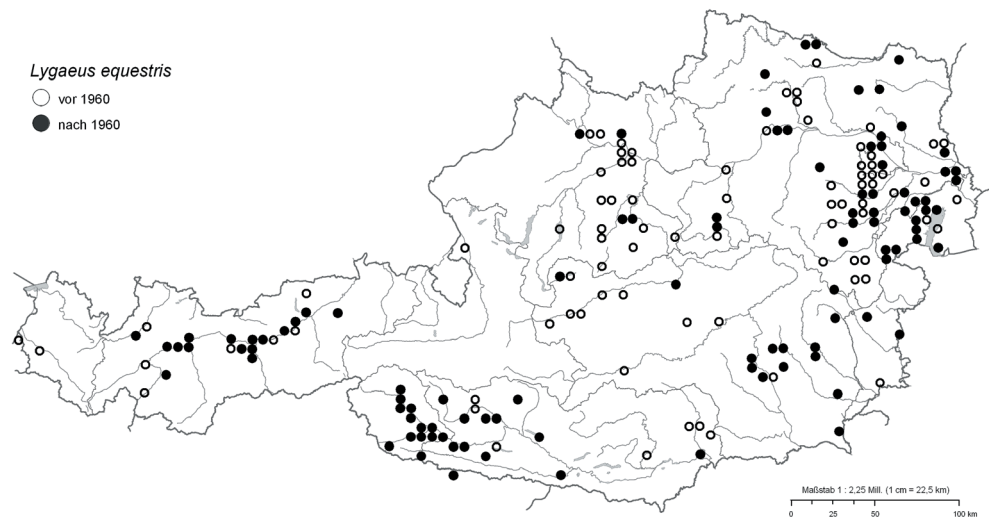 Lygaeus equestris
vor 1960
nach 1960
Maßstab 1 : 2,25 Mill. (1 cm = 22,5 km)
0 25 50 100 km